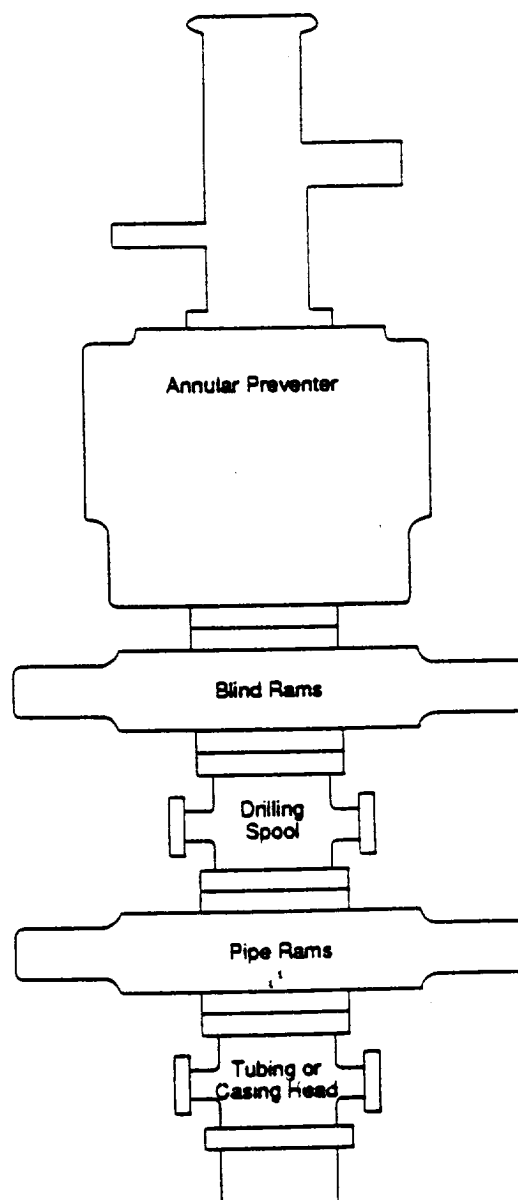 Annular Preventer
Blind Rams
Drilling
Spool
Pipe Rams
Tubing or
Casing Head